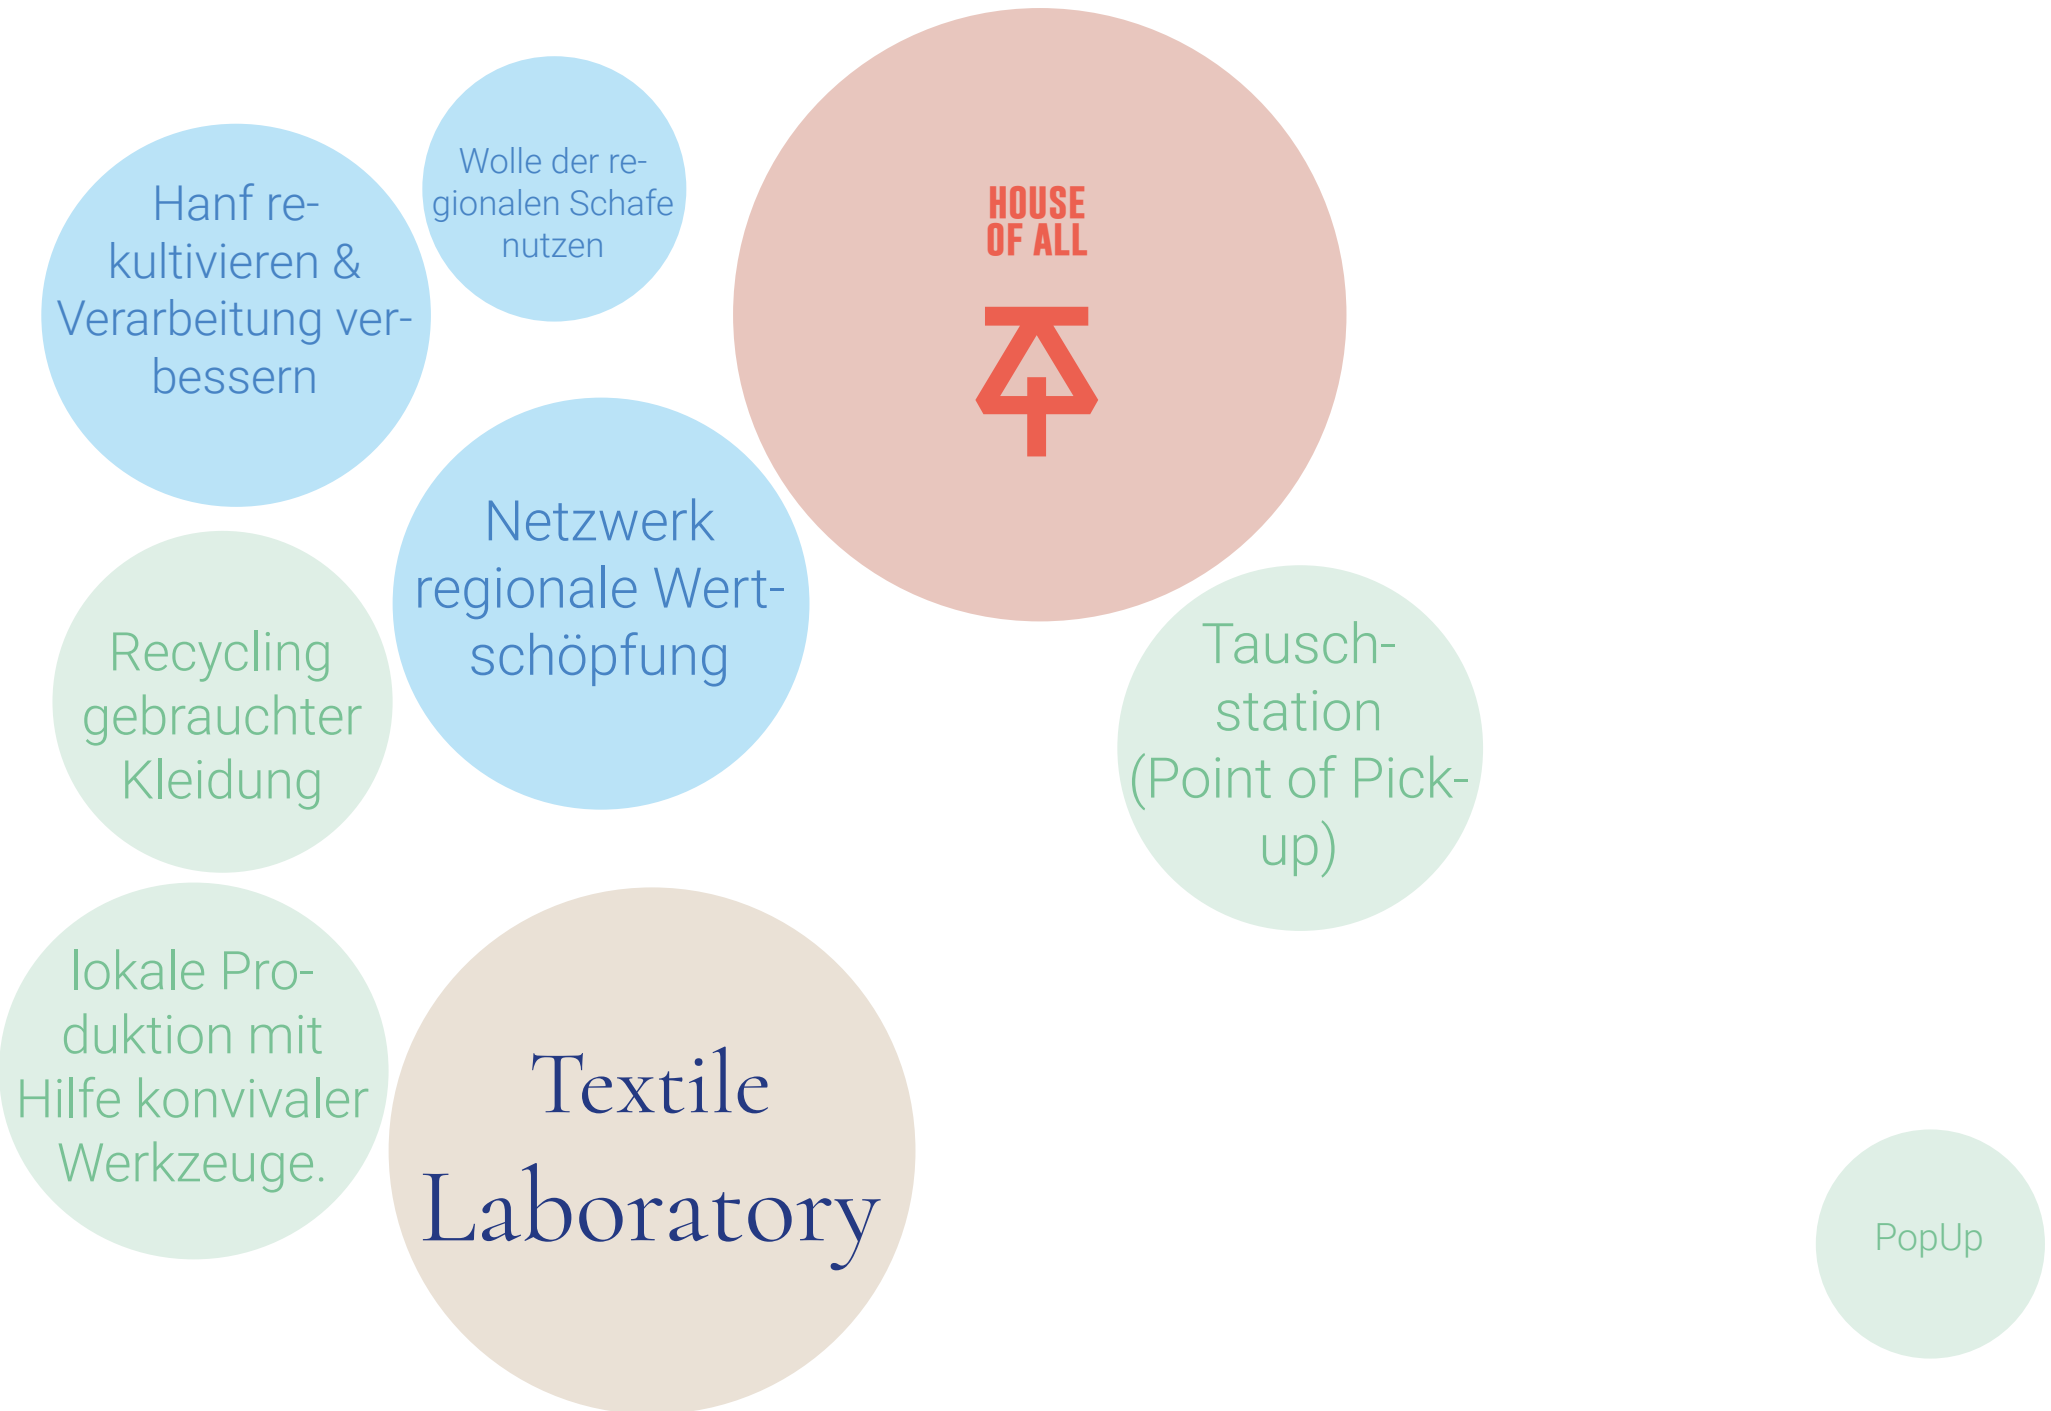 Hanf re-
kultivieren &
Verarbeitung ver-
bessern
Wolle der re-
gionalen Schafe
nutzen
HOUSE
OF ALL
Netzwerk
regionale Wert-
schöpfung
Recycling
gebrauchter
Kleidung
Tausch-
station
(Point of Pick-
up)
lokale Pro-
duktion mit
Hilfe konvivaler
Werkzeuge.
Textile
Laboratory
PopUp